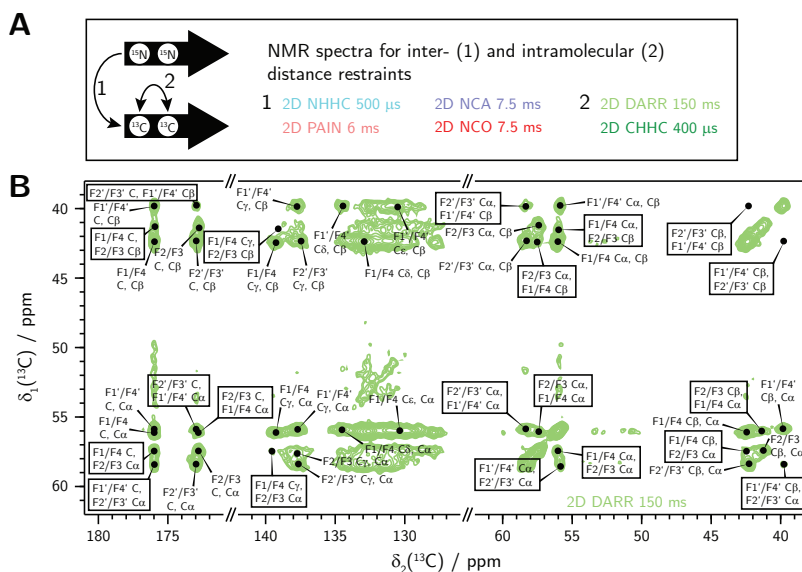 A
15N 15N
1
2
13C 13C
NMR spectra for inter- (1) and intramolecular (2)
distance restraints
1 2D NHHC 500 μs 2D NCA 7.5 ms 2 2D DARR 150 ms
2D PAIN 6 ms 2D NCO 7.5 ms 2D CHHC 400 μs
B
F2'/F3' C, F1'/F4' Cβ
F1'/F4'
C, Cβ
F1/F4 C,
F2/F3 Cβ
F1/F4
C, Cβ
F2/F3
C, Cβ
F2'/F3'
C, Cβ
F1'/F4'
Cγ, Cβ
F1/F4 Cγ,
F2/F3 Cβ
F1/F4
Cγ, Cβ
F2'/F3'
Cγ, Cβ
F1'/F4'
Cδ, Cβ
F1'/F4'
Cε, Cβ
F1/F4 Cδ, Cβ
F2'/F3' Cα,
F1'/F4' Cβ
F2/F3 Cα, Cβ
F2'/F3' Cα, Cβ
F1'/F4' Cα, Cβ
F1/F4 Cα,
F2/F3 Cβ
F1/F4 Cα, Cβ
F2/F3 Cα,
F1/F4 Cβ
F2'/F3' Cβ,
F1'/F4' Cβ
F1'/F4' Cβ,
F2'/F3' Cβ
F1'/F4'
C, Cα
F1/F4
C, Cα
F1/F4 C,
F2/F3 Cα
F1'/F4' C,
F2'/F3' Cα
F2'/F3' C,
F1'/F4' Cα
F2/F3 C,
F1/F4 Cα
F2/F3
C, Cα
F2'/F3'
C, Cα
F1/F4
Cγ, Cα
F1'/F4'
Cγ, Cα
F1/F4 Cε, Cα
F1/F4 Cδ, Cα
F2/F3 Cγ, Cα
F2'/F3' Cγ, Cα
F1/F4 Cγ,
F2/F3 Cα
F2'/F3' Cα,
F1'/F4' Cα
F2/F3 Cα,
F1/F4 Cα
F1'/F4' Cα,
F2'/F3' Cα
F1/F4 Cα,
F2/F3 Cα
F2/F3 Cβ,
F1/F4 Cα
F1'/F4'
Cβ, Cα
F1/F4 Cβ, Cα
F1/F4 Cβ,
F2/F3 Cα
F2/F3
Cβ, Cα
F2'/F3' Cβ, Cα
F1'/F4' Cβ,
F2'/F3' Cα
2D DARR 150 ms
40
45
50
55
60
δ1(13C) / ppm
180 175 140 135 130 60 55 45 40
δ2(13C) / ppm